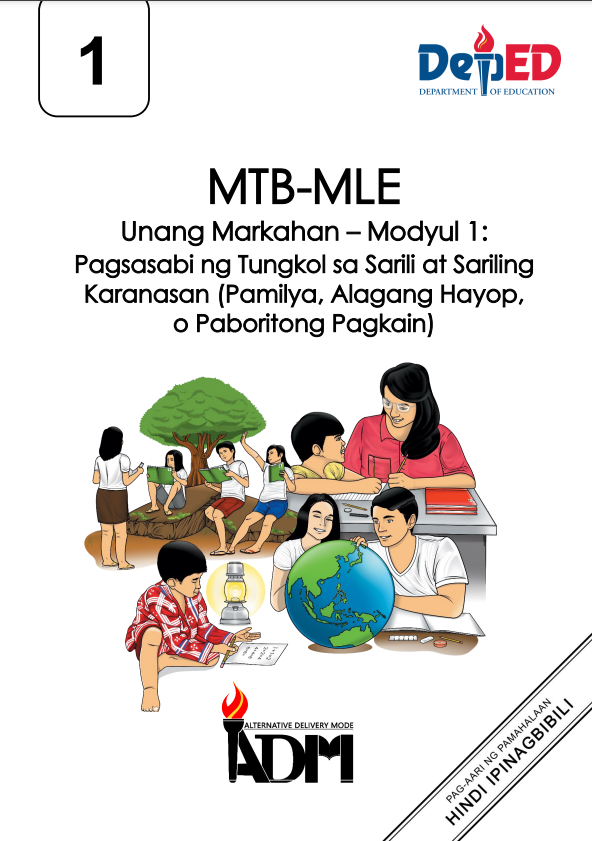 1
DepED
DEPARTMENT OF EDUCATION
MTB-MLE
Unang Markahan – Modyul 1:
Pagsasabi ng Tungkol sa Sarili at Sariling
Karanasan (Pamilya, Alagang Hayop,
o Paboritong Pagkain)
ALTERNATIVE DELIVERY MODE
ADM
PAG-AARI NG PAMAHALAAN
HINDI IPINAGBIBILI